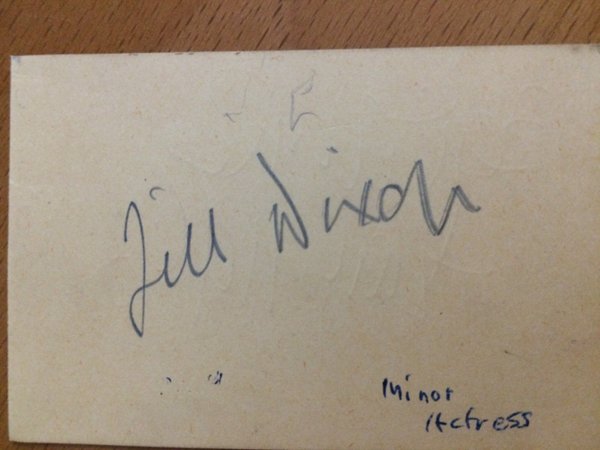 Jill Dixon
Minor
Actress